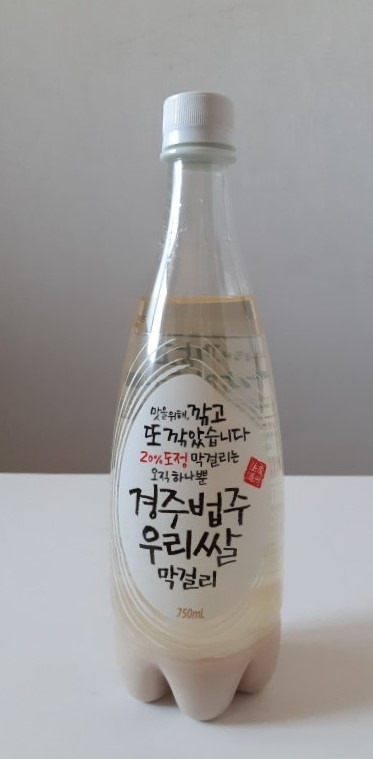 맛을위해, 깎고
또 깎았습니다
20%도정 막걸리는
오직 하나뿐
경주법주
우리쌀
막걸리
750mL